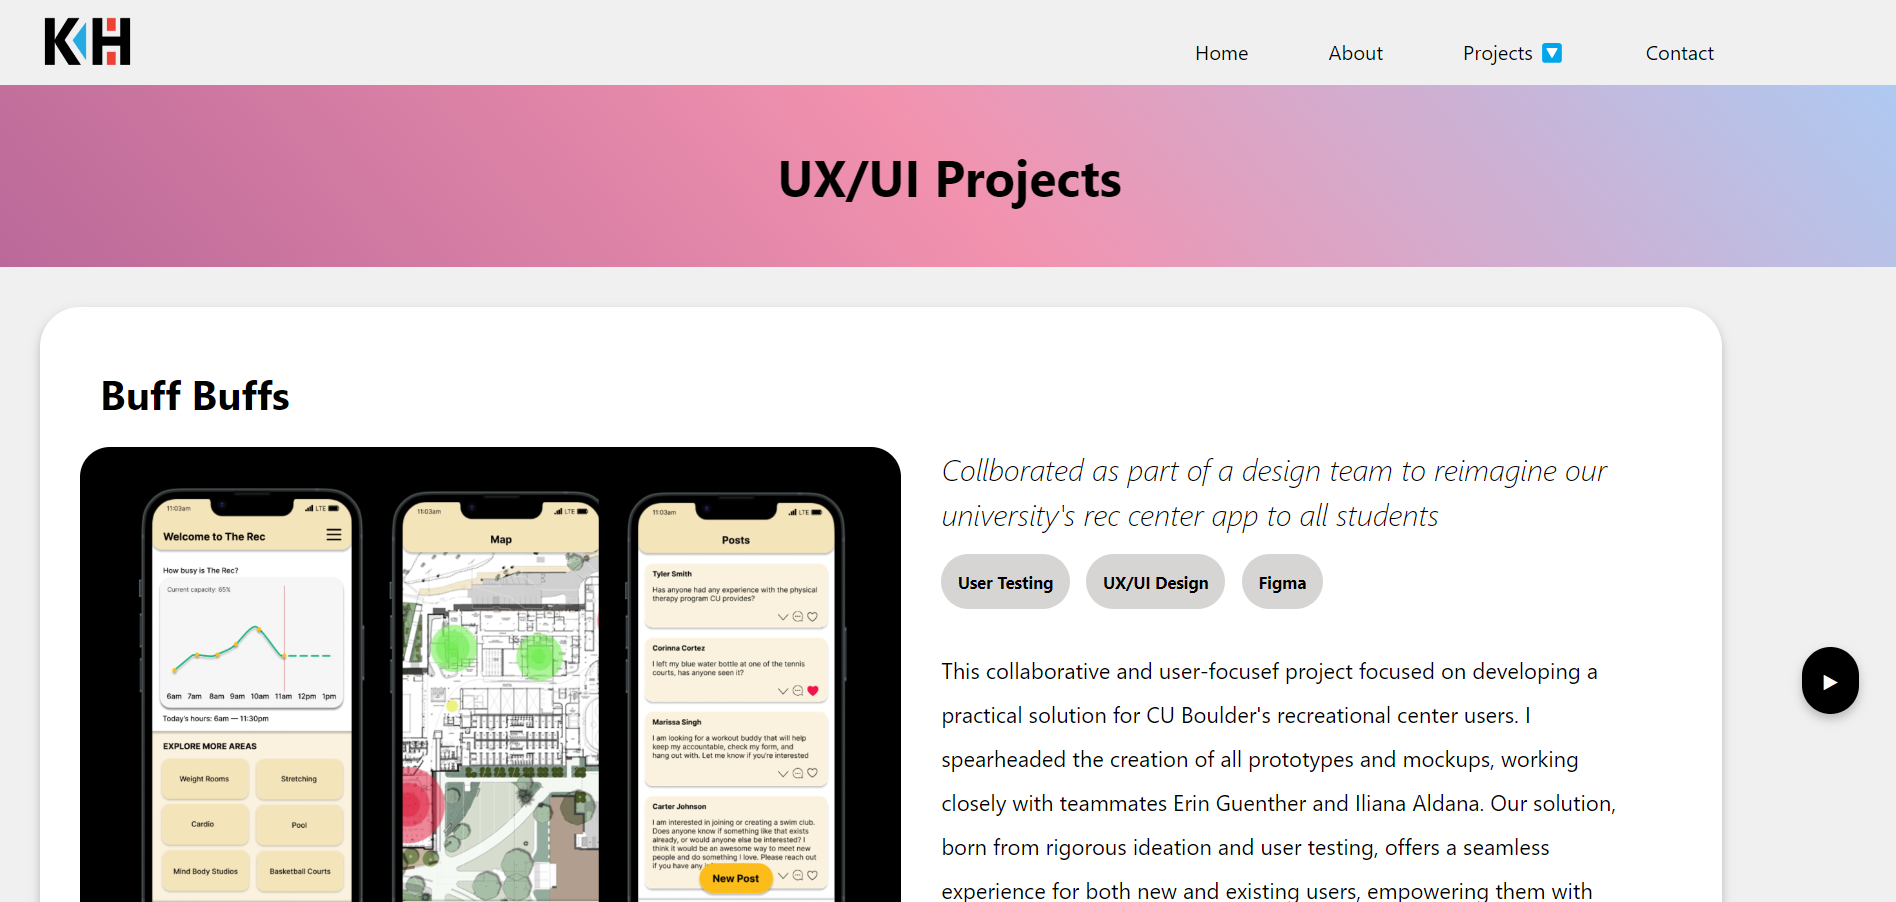 KH
Home About Projects Contact
UX/UI Projects
Buff Buffs
11:03am LTE
Welcome to The Rec
How busy is The Rec?
Current capacity: 85%
6am 7am 8am 9am 10am 11am 12pm 1pm
Today's hours: 6am — 11:30pm
EXPLORE MORE AREAS
Weight Rooms Stretching
Cardio Pool
Mind Body Studios Basketball Courts
11:03am LTE
Map
11:03am LTE
Posts
Tyler Smith
Has anyone had any experience with the physical
therapy program CU provides?
Corinna Cortez
I left my blue water bottle at one of the tennis
courts, has anyone seen it?
Marissa Singh
I am looking for a workout buddy that will help
keep my accountable, check my form, and
hang out with. Let me know if you're interested
Carter Johnson
I am interested in joining or creating a swim club.
Does anyone know if something like that exists
already, or would anyone else be interested? I
think it would be an awesome way to meet new
people and do something I love. Please reach out
if you have any
New Post
Collborated as part of a design team to reimagine our
university's rec center app to all students
User Testing UX/UI Design Figma
This collaborative and user-focusef project focused on developing a
practical solution for CU Boulder's recreational center users. I
spearheaded the creation of all prototypes and mockups, working
closely with teammates Erin Guenther and Iliana Aldana. Our solution,
born from rigorous ideation and user testing, offers a seamless
experience for both new and existing users, empowering them with